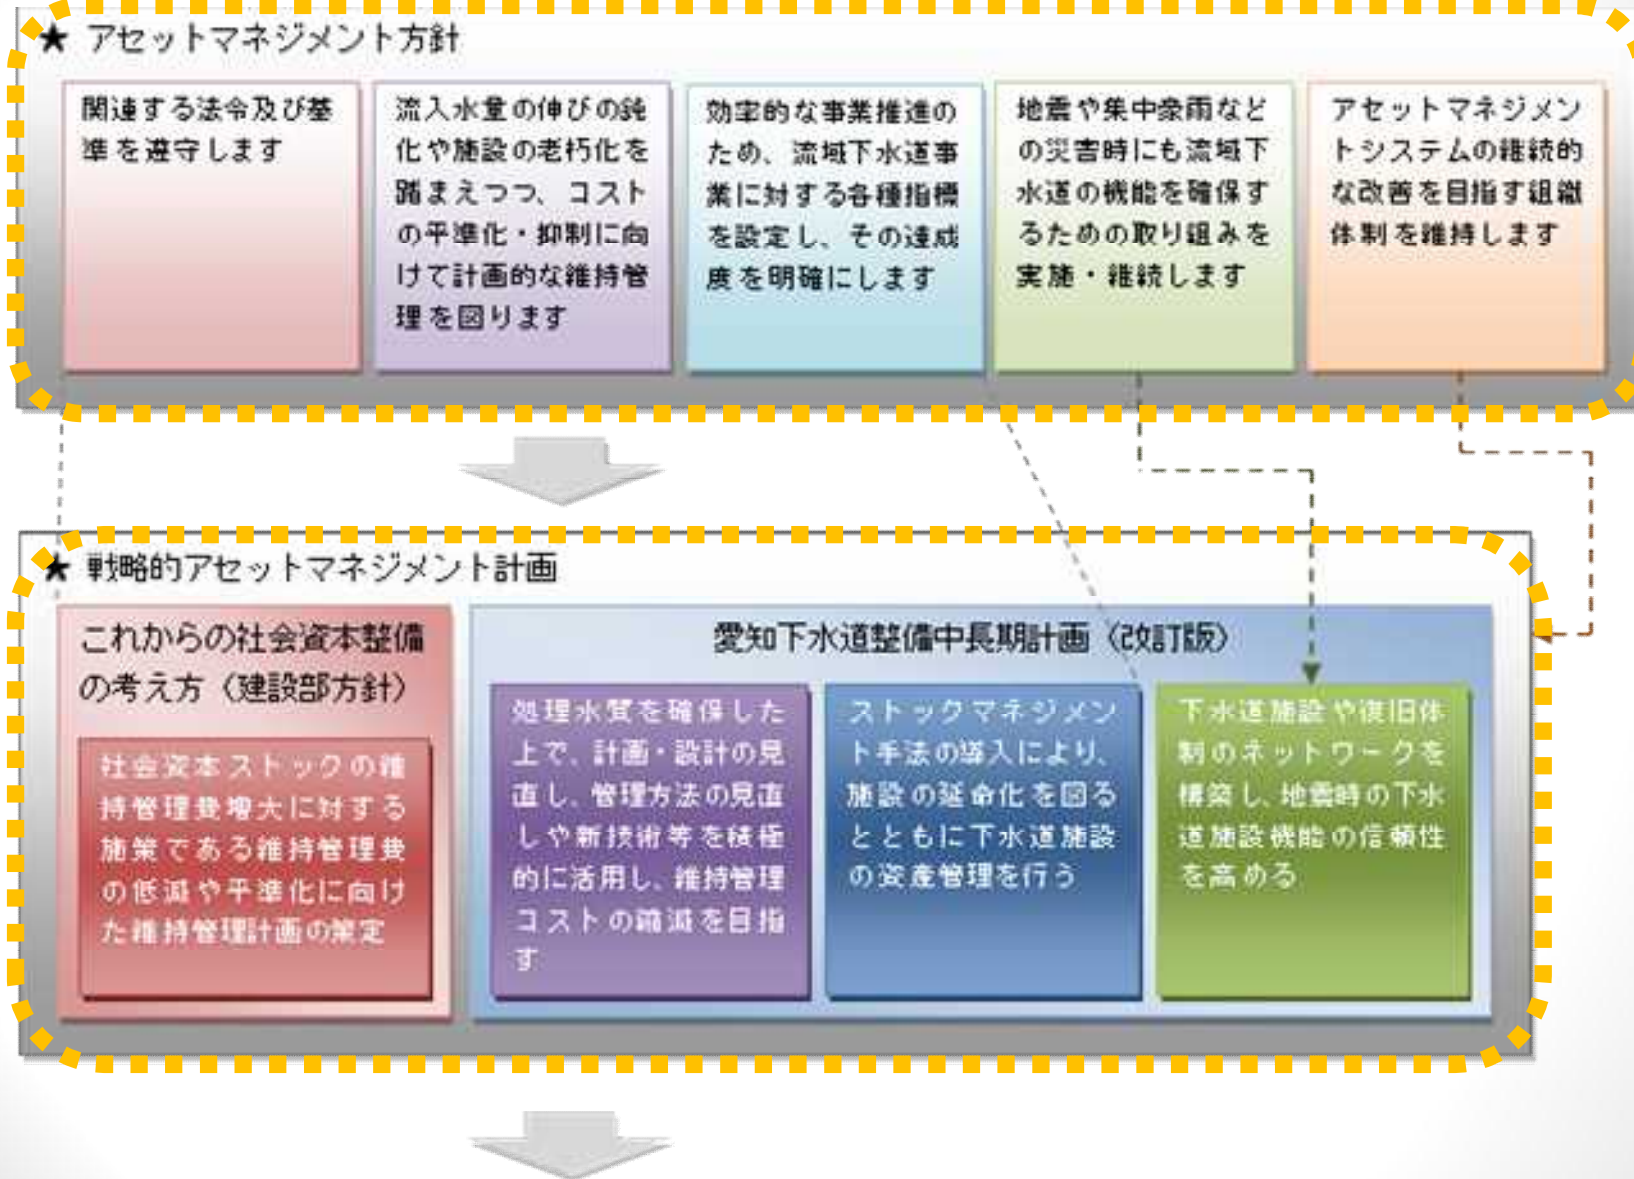 ★ アセットマネジメント方針
関連する法令及び基
準を遵守します
流入水量の伸びの鈍
化や施設の老朽化を
踏まえつつ、コスト
の平準化・抑制に向
けて計画的な維持管
理を図ります
効率的な事業推進の
ため、流域下水道事
業に対する各種指標
を設定し、その達成
度を明確にします
地震や集中豪雨など
の災害時にも流域下
水道の機能を確保す
るための取り組みを
実施・継続します
アセットマネジメン
トシステムの継続的
な改善を目指す組織
体制を維持します
★ 戦略的アセットマネジメント計画
これからの社会資本整備
の考え方（建設部方針）
社会資本ストックの維
持管理費増大に対する
施策である維持管理費
の低減や平準化に向け
た維持管理計画の策定
愛知下水道整備中長期計画（改訂版）
処理水質を確保した
上で、計画・設計の見
直し、管理方法の見直
しや新技術等を積極
的に活用し、維持管理
コストの縮減を目指
す
ストックマネジメン
ト手法の導入により、
施設の延命化を図る
とともに下水道施設
の資産管理を行う
下水道施設や復旧体
制のネットワークを
構築し、地震時の下水
道施設機能の信頼性
を高める